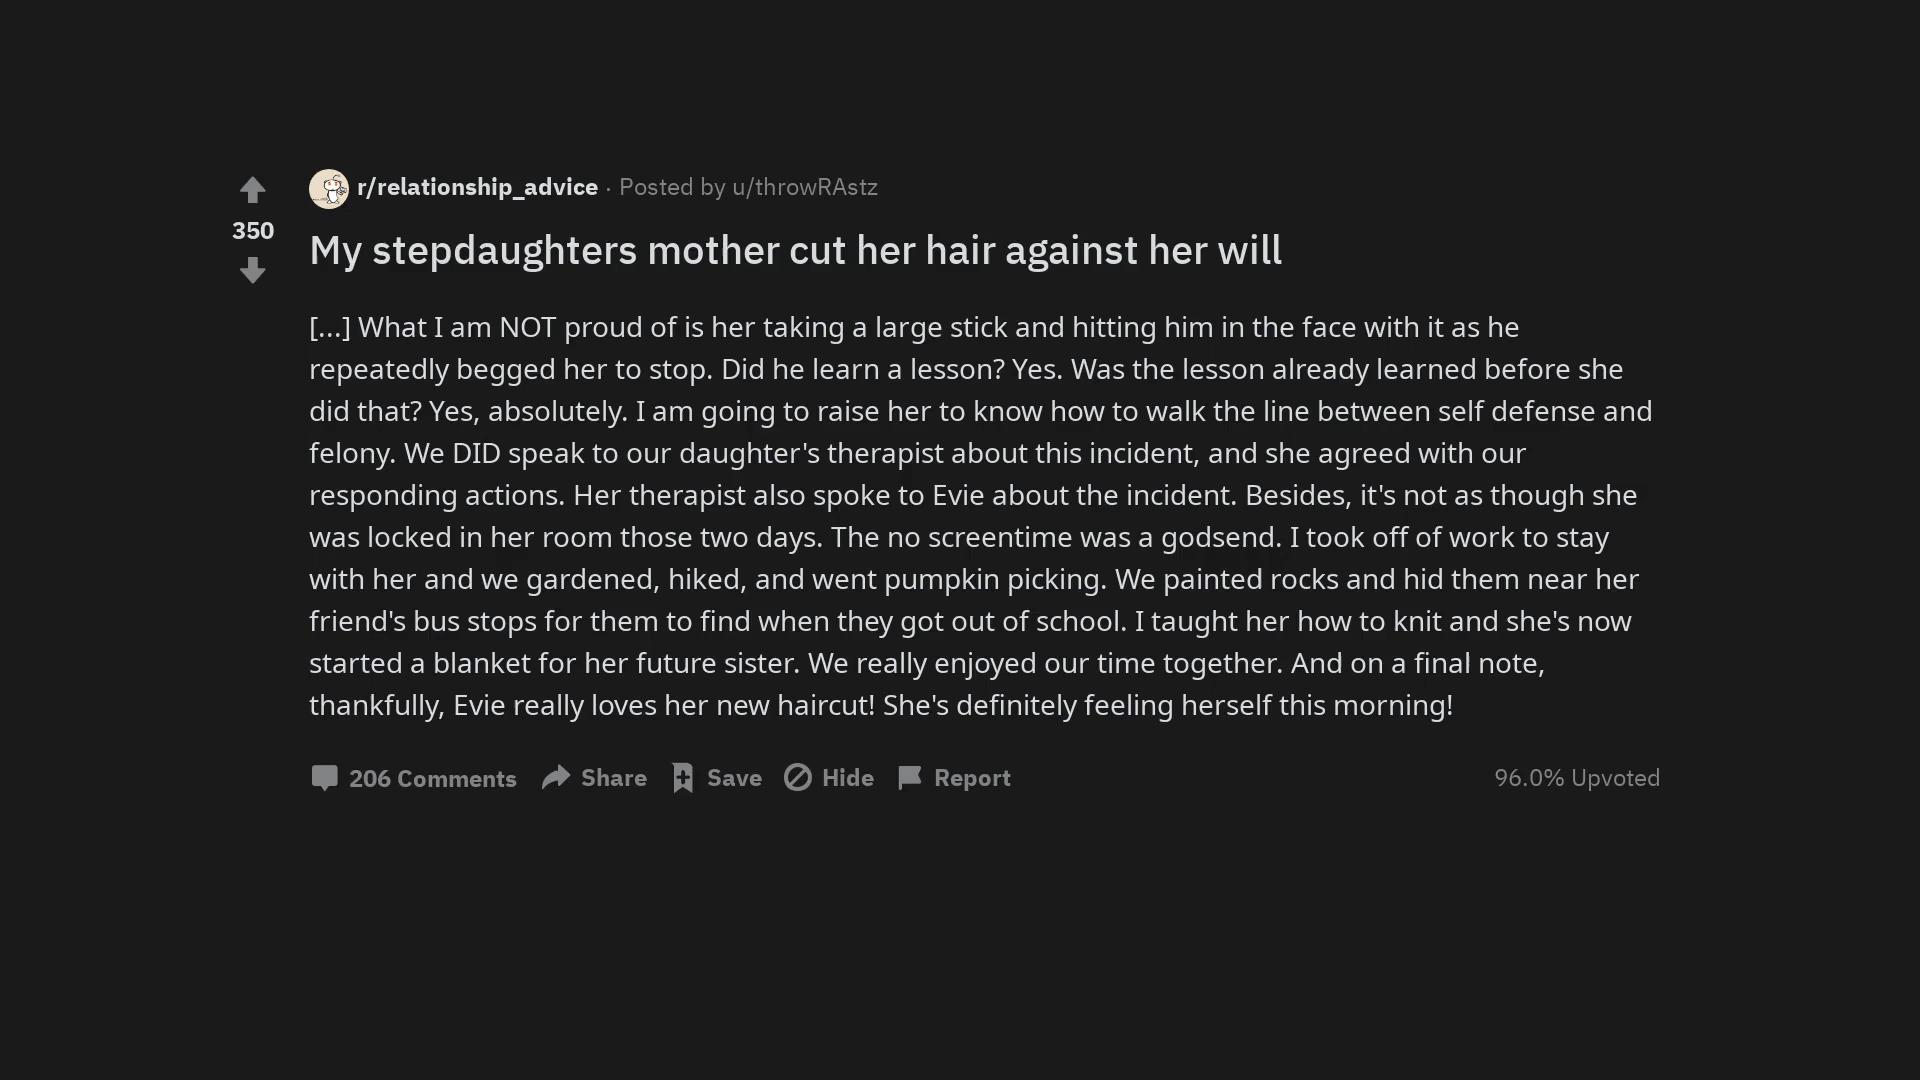 r/relationship_advice · Posted by u/throwRAstz
350
My stepdaughters mother cut her hair against her will
[...] What I am NOT proud of is her taking a large stick and hitting him in the face with it as he
repeatedly begged her to stop. Did he learn a lesson? Yes. Was the lesson already learned before she
did that? Yes, absolutely. I am going to raise her to know how to walk the line between self defense and
felony. We DID speak to our daughter's therapist about this incident, and she agreed with our
responding actions. Her therapist also spoke to Evie about the incident. Besides, it's not as though she
was locked in her room those two days. The no screentime was a godsend. I took off of work to stay
with her and we gardened, hiked, and went pumpkin picking. We painted rocks and hid them near her
friend's bus stops for them to find when they got out of school. I taught her how to knit and she's now
started a blanket for her future sister. We really enjoyed our time together. And on a final note,
thankfully, Evie really loves her new haircut! She's definitely feeling herself this morning!
206 Comments Share Save Hide Report 96.0% Upvoted